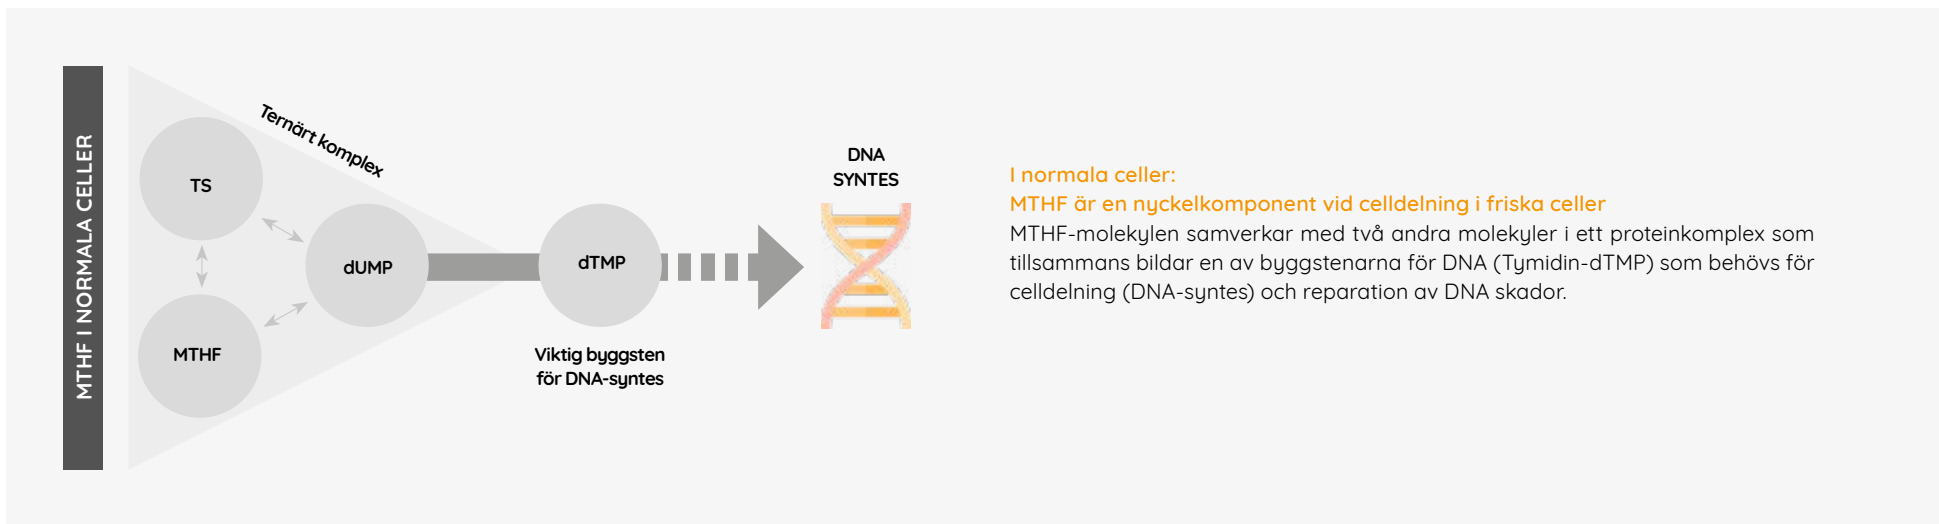 MTHF I NORMALA CELLER
Ternärt komplex
TS
dUMP
MTHF
dTMP
Viktig byggsten
för DNA-syntes
DNA
SYNTES
I normala celler:
MTHF är en nyckelkomponent vid celldelning i friska celler
MTHF-molekylen samverkar med två andra molekyler i ett proteinkomplex som
tillsammans bildar en av byggstenarna för DNA (Tymidin-dTMP) som behövs för
celldelning (DNA-syntes) och reparation av DNA skador.